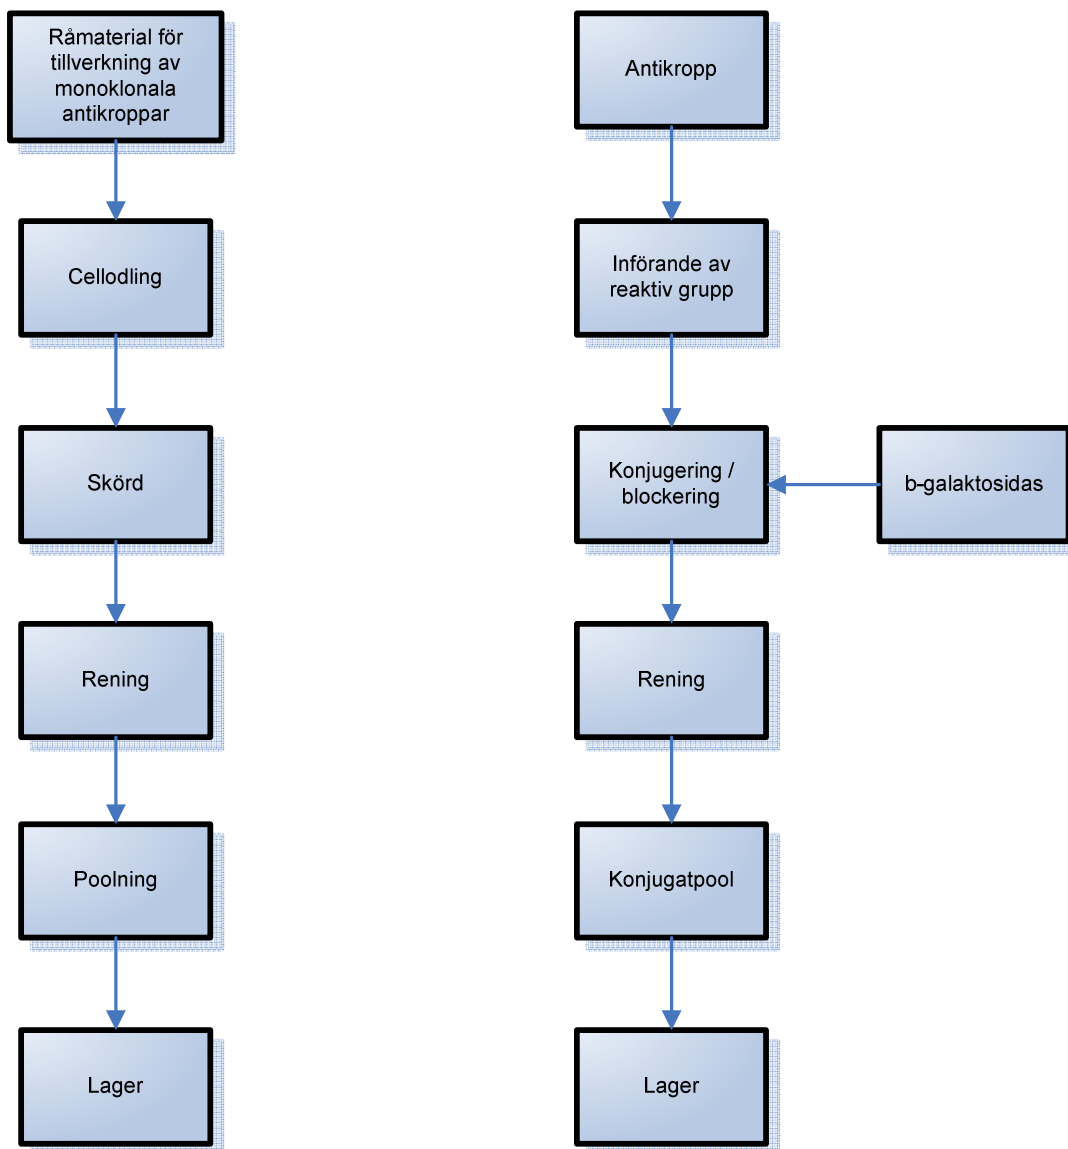 Råmaterial för
tillverkning av
monoklonala
antikroppar
Cellodling
Skörd
Rening
Poolning
Lager
Antikropp
Införande av
reaktiv grupp
Konjugering /
blockering
b-galaktosidas
Rening
Konjugatpool
Lager